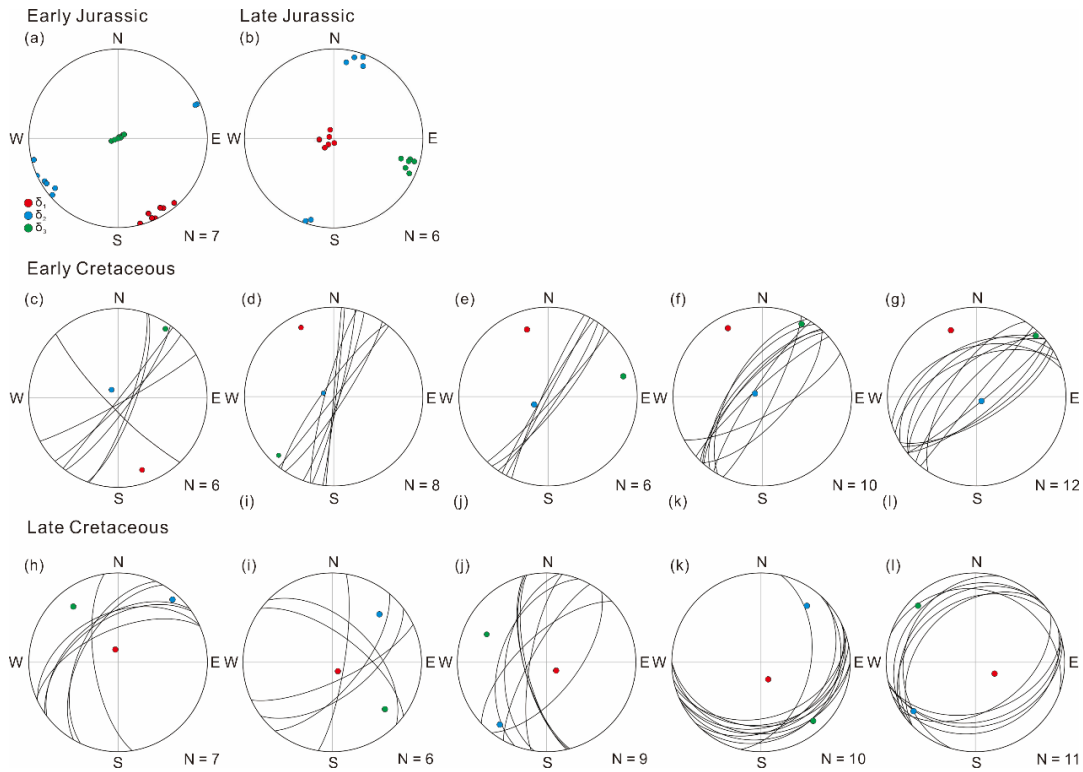 Early Jurassic Late Jurassic
(a) N (b) N
W E W E
δ₁
δ₂
δ₃
S N = 7 S N = 6
Early Cretaceous
(c) N (d) N (e) N (f) N (g) N
W E W E W E W E W E
S N = 6 S N = 8 S N = 6 S N = 10 S N = 12
(i) (j) (k) (l)
Late Cretaceous
(h) N (i) N (j) N (k) N (l) N
W E W E W E W E W E
S N = 7 S N = 6 S N = 9 S N = 10 S N = 11